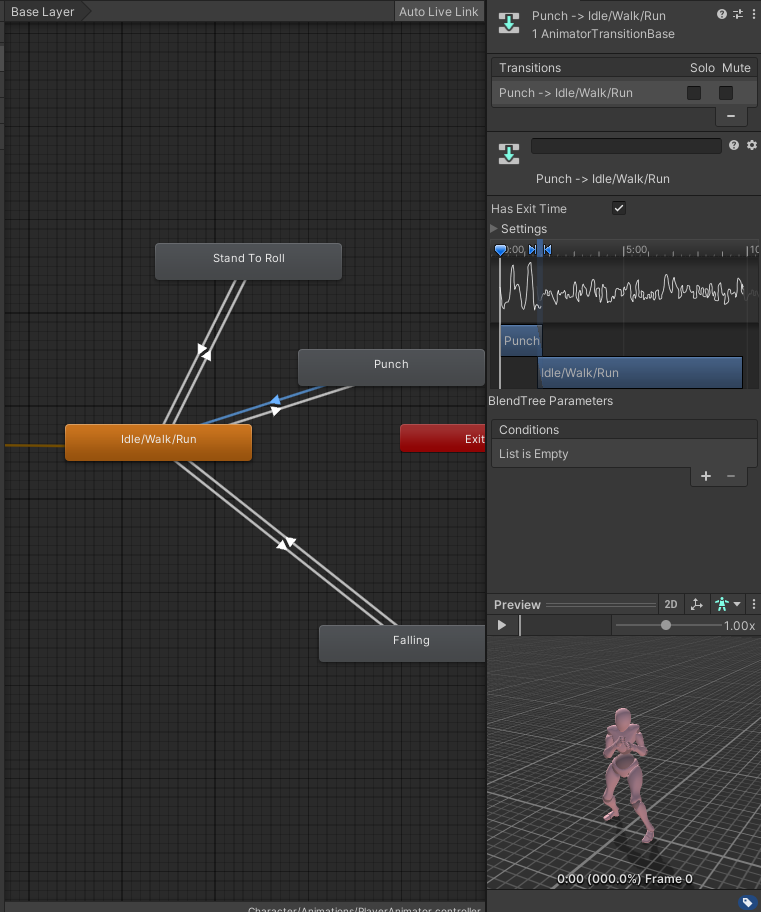 Base Layer
Auto Live Link
Stand To Roll
Punch
Idle/Walk/Run
Exit
Falling
Character/Animations/PlayerAnimator.controller
Punch -> Idle/Walk/Run
1 AnimatorTransitionBase
Transitions Solo Mute
Punch -> Idle/Walk/Run
Punch -> Idle/Walk/Run
Has Exit Time
Settings
0:00 5:00 10
Punch
Idle/Walk/Run
BlendTree Parameters
Conditions
List is Empty
+ −
Preview 2D
1.00x
0:00 (000.0%) Frame 0